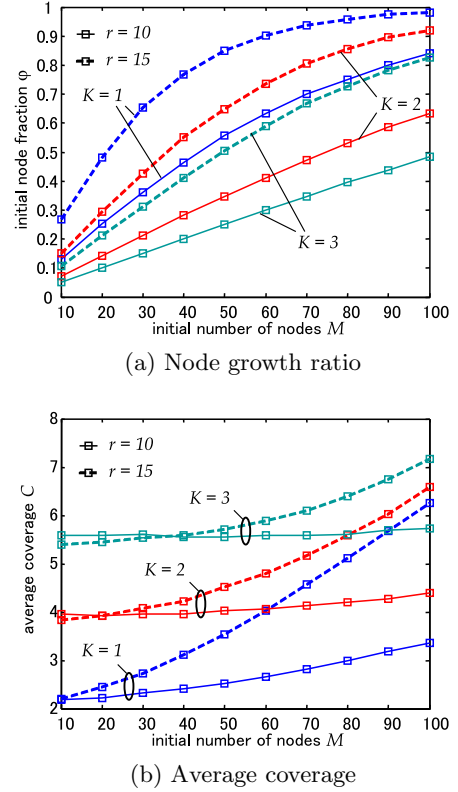 1
0.9
0.8
0.7
0.6
0.5
0.4
0.3
0.2
0.1
0
initial node fraction φ
r = 10
r = 15
K = 1
K = 2
K = 3
10 20 30 40 50 60 70 80 90 100
initial number of nodes M
(a) Node growth ratio
8
7
6
5
4
3
2
average coverage C
r = 10
r = 15
K = 3
K = 2
K = 1
10 20 30 40 50 60 70 80 90 100
initial number of nodes M
(b) Average coverage